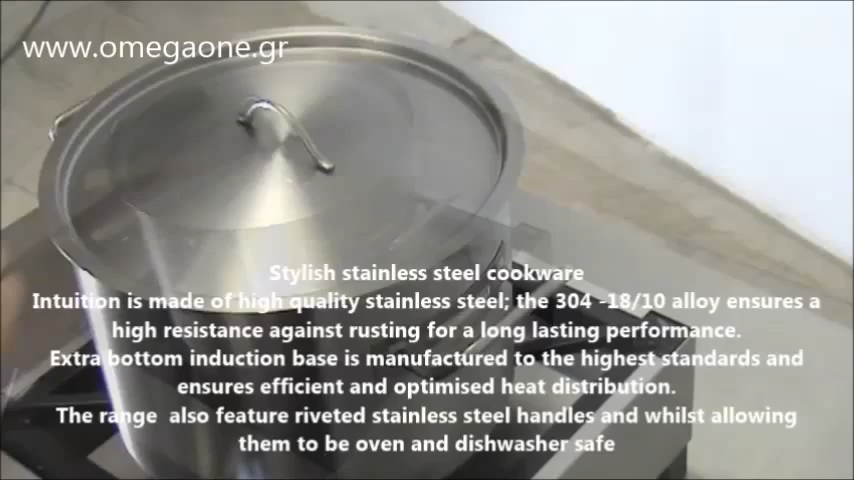 www.omegaone.gr
Stylish stainless steel cookware
Intuition is made of high quality stainless steel; the 304 -18/10 alloy ensures a
high resistance against rusting for a long lasting performance.
Extra bottom induction base is manufactured to the highest standards and
ensures efficient and optimised heat distribution.
The range  also feature riveted stainless steel handles and whilst allowing
them to be oven and dishwasher safe